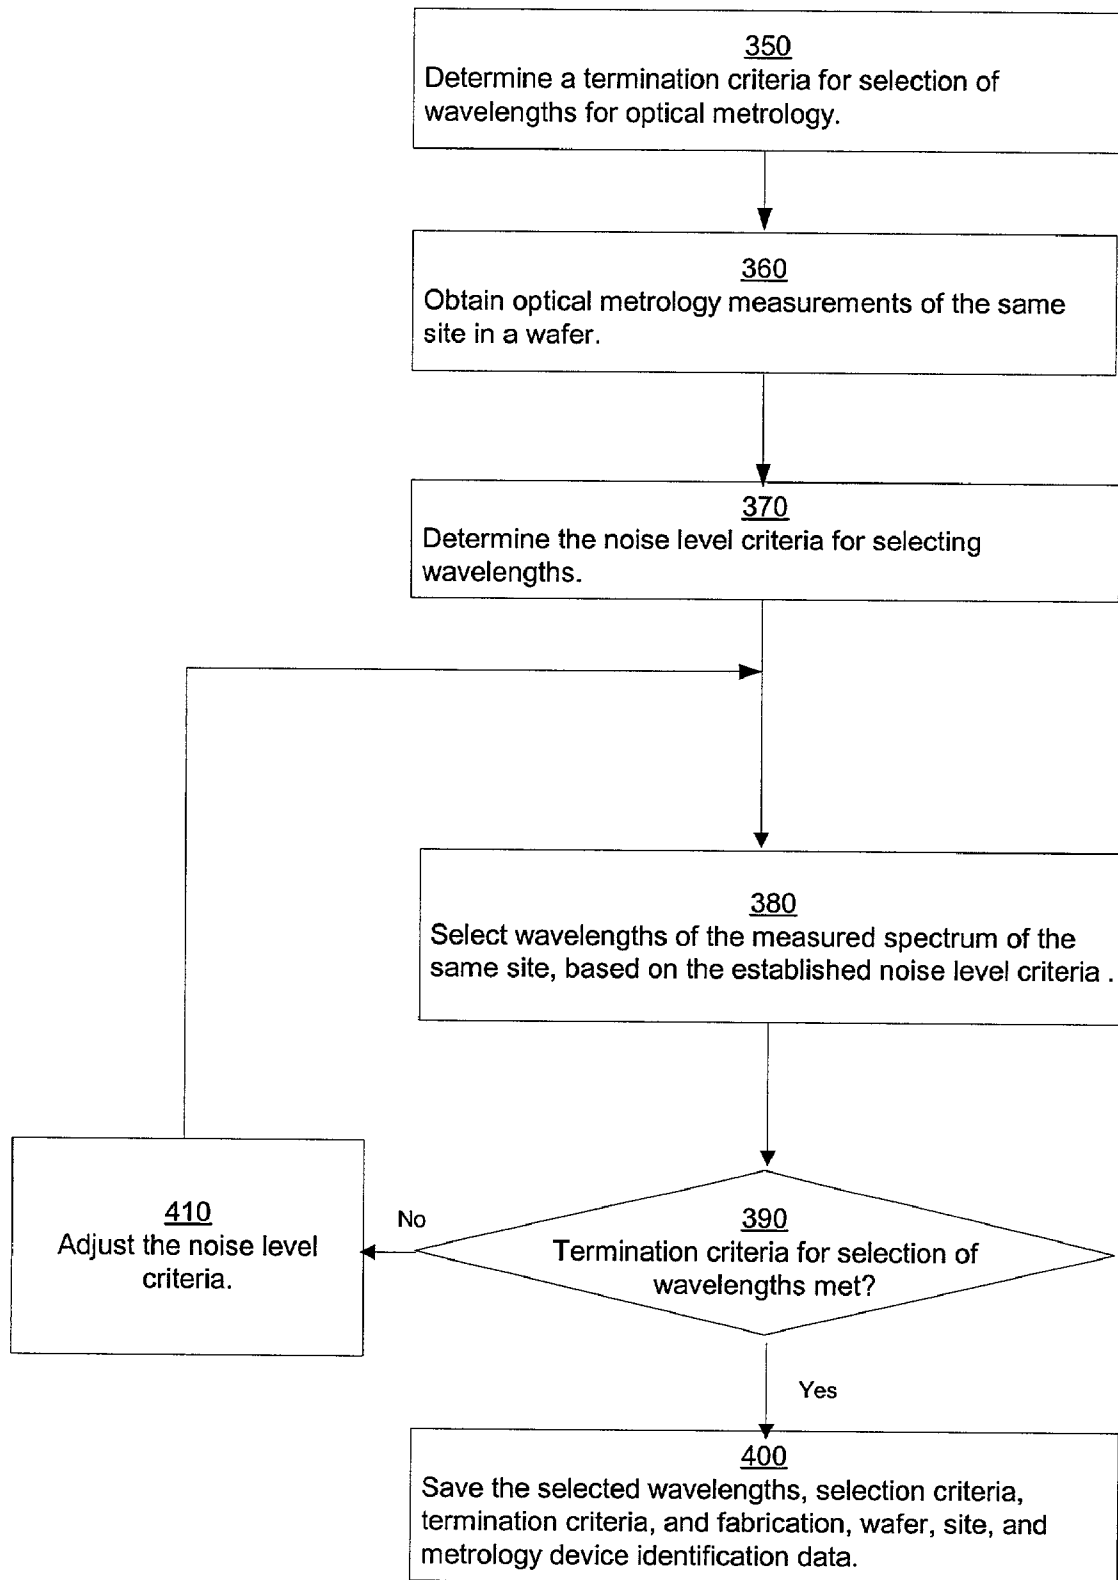 350
Determine a termination criteria for selection of
wavelengths for optical metrology.
360
Obtain optical metrology measurements of the same
site in a wafer.
370
Determine the noise level criteria for selecting
wavelengths.
380
Select wavelengths of the measured spectrum of the
same site, based on the established noise level criteria .
410
Adjust the noise level
criteria.
No
390
Termination criteria for selection of
wavelengths met?
Yes
400
Save the selected wavelengths, selection criteria,
termination criteria, and fabrication, wafer, site, and
metrology device identification data.